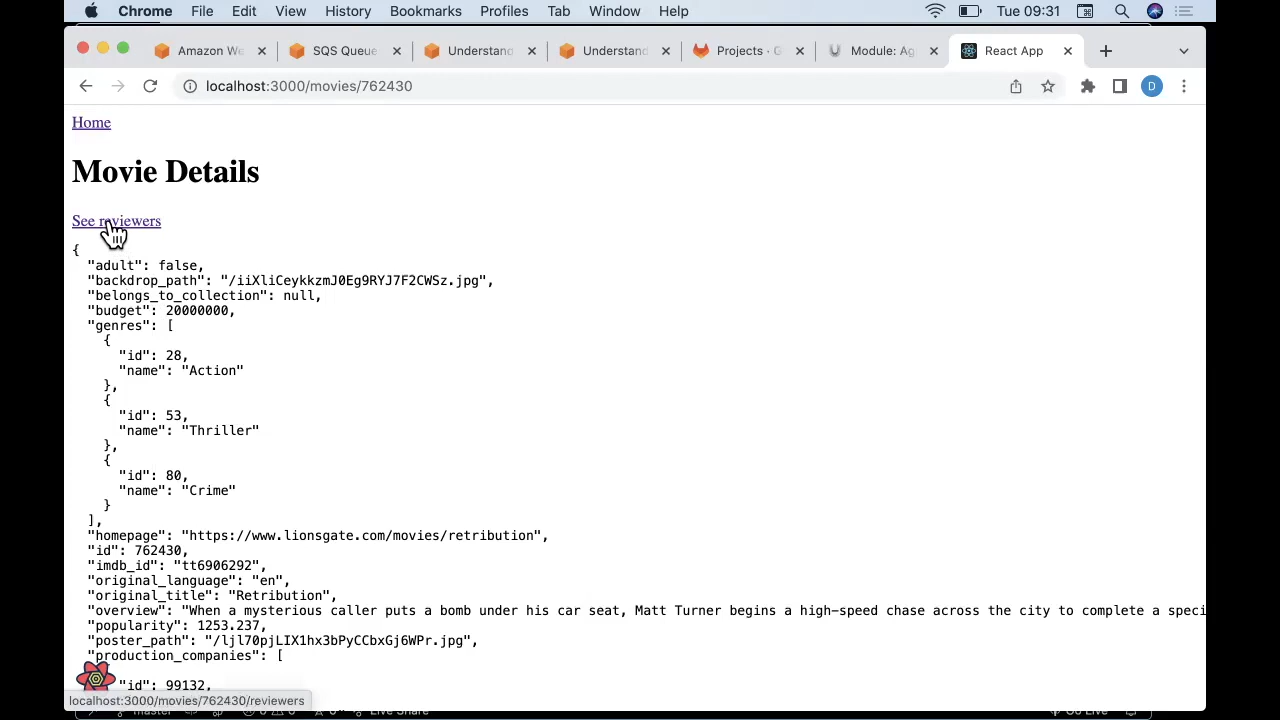 Chrome File Edit View History Bookmarks Profiles Tab Window Help Tue 09:31
Amazon We SQS Queue Understand Understand Projects · G Module: Ag React App
localhost:3000/movies/762430 D
Home
Movie Details
See reviewers
{
"adult": false,
"backdrop_path": "/iiXliCeykkzmJ0Eg9RYJ7F2CWSz.jpg",
"belongs_to_collection": null,
"budget": 20000000,
"genres": [
{
"id": 28,
"name": "Action"
},
{
"id": 53,
"name": "Thriller"
},
{
"id": 80,
"name": "Crime"
}
],
"homepage": "https://www.lionsgate.com/movies/retribution",
"id": 762430,
"imdb_id": "tt6906292",
"original_language": "en",
"original_title": "Retribution",
"overview": "When a mysterious caller puts a bomb under his car seat, Matt Turner begins a high-speed chase across the city to complete a speci
"popularity": 1253.237,
"poster_path": "/ljl70pjLIX1hx3bPyCCbxGj6WPr.jpg",
"production_companies": [
"id": 99132,
localhost:3000/movies/762430/reviewers
master Live Share Go Live